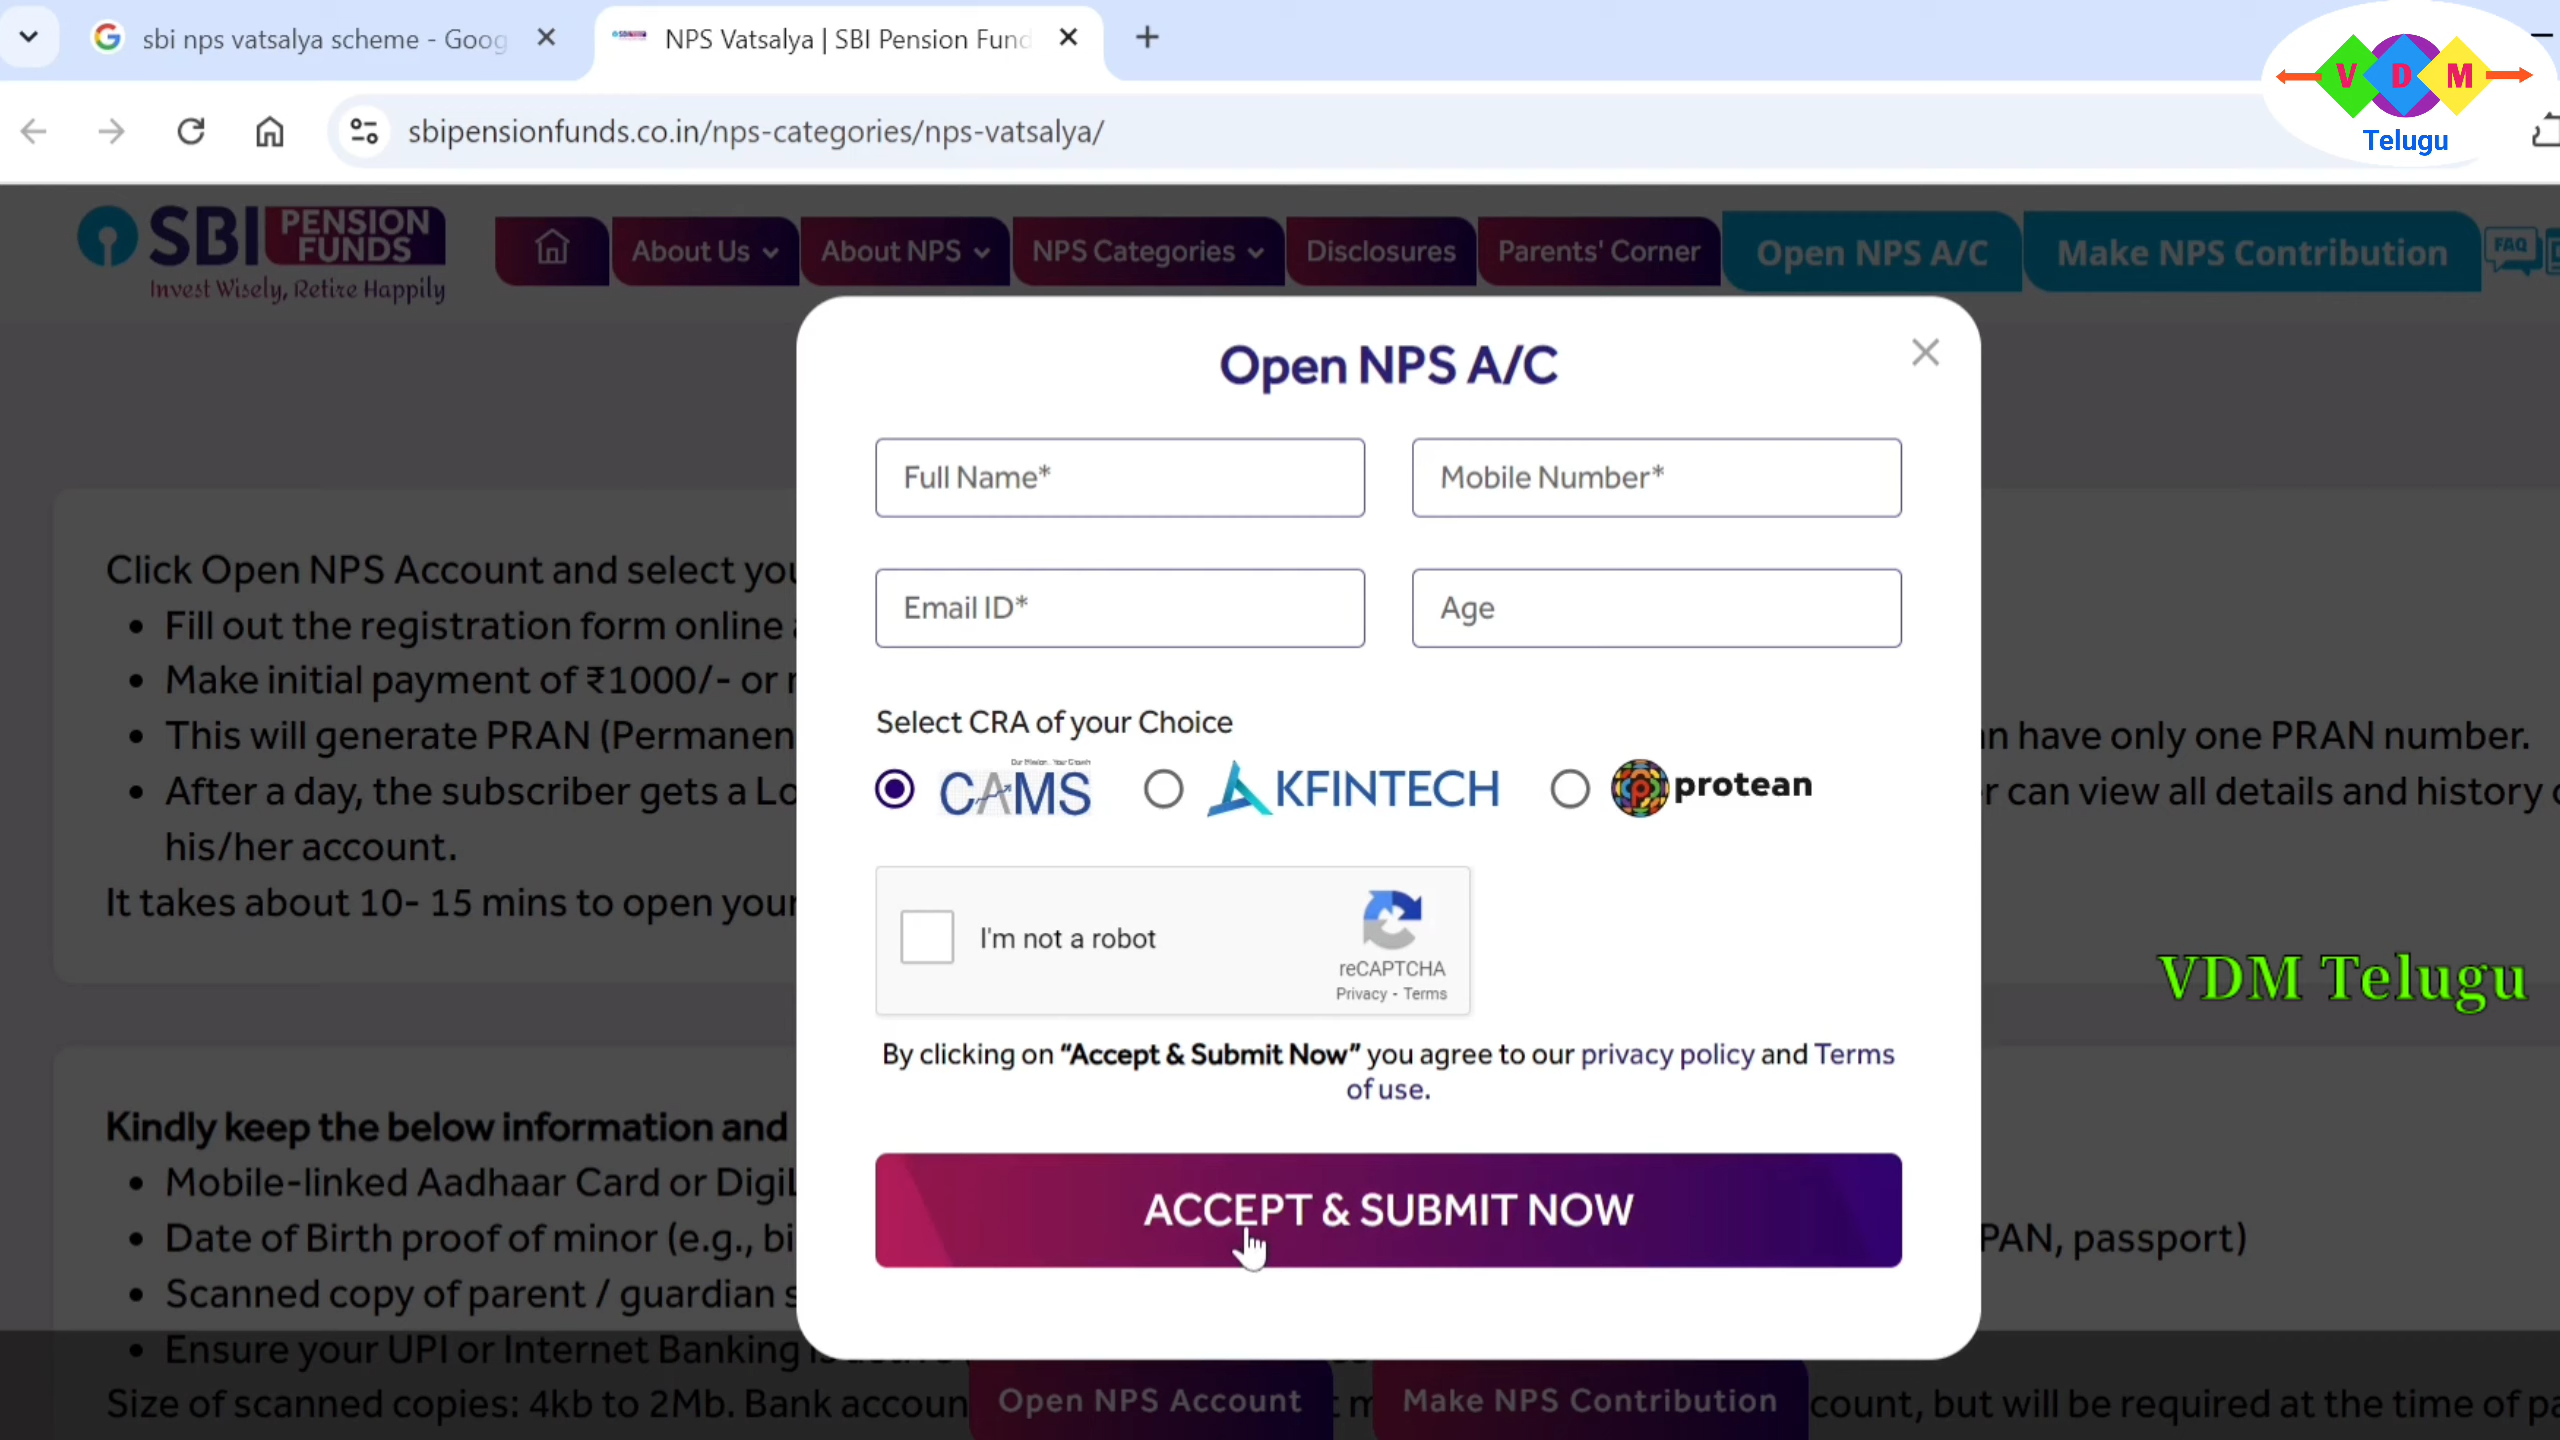 sbi nps vatsalya scheme - Goog
NPS Vatsalya | SBI Pension Fund
V D M
Telugu
sbipensionfunds.co.in/nps-categories/nps-vatsalya/
SBI PENSION FUNDS
Invest Wisely, Retire Happily
About Us
About NPS
NPS Categories
Disclosures
Parents' Corner
Open NPS A/C
Make NPS Contribution
FAQ
Open NPS A/C
Full Name*
Mobile Number*
Email ID*
Age
Select CRA of your Choice
Our Mission. Your Growth
CAMS
KFINTECH
protean
I'm not a robot
reCAPTCHA
Privacy - Terms
By clicking on “Accept & Submit Now” you agree to our privacy policy and Terms
of use.
ACCEPT & SUBMIT NOW
Click Open NPS Account and select you
• Fill out the registration form online
• Make initial payment of ₹1000/- or
• This will generate PRAN (Permanen
n have only one PRAN number.
• After a day, the subscriber gets a Lo
r can view all details and history
his/her account.
It takes about 10- 15 mins to open your
VDM Telugu
Kindly keep the below information and
• Mobile-linked Aadhaar Card or DigiL
• Date of Birth proof of minor (e.g., bi
PAN, passport)
• Scanned copy of parent / guardian s
• Ensure your UPI or Internet Banking
Size of scanned copies: 4kb to 2Mb. Bank accoun
count, but will be required at the time of pa
Open NPS Account
Make NPS Contribution